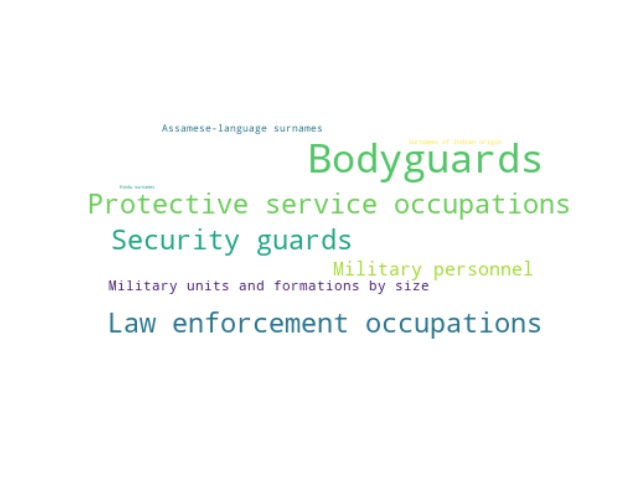 Assamese-language surnames
Surnames of Indian origin
Bodyguards
Hindu surnames
Protective service occupations
Security guards
Military personnel
Military units and formations by size
Law enforcement occupations